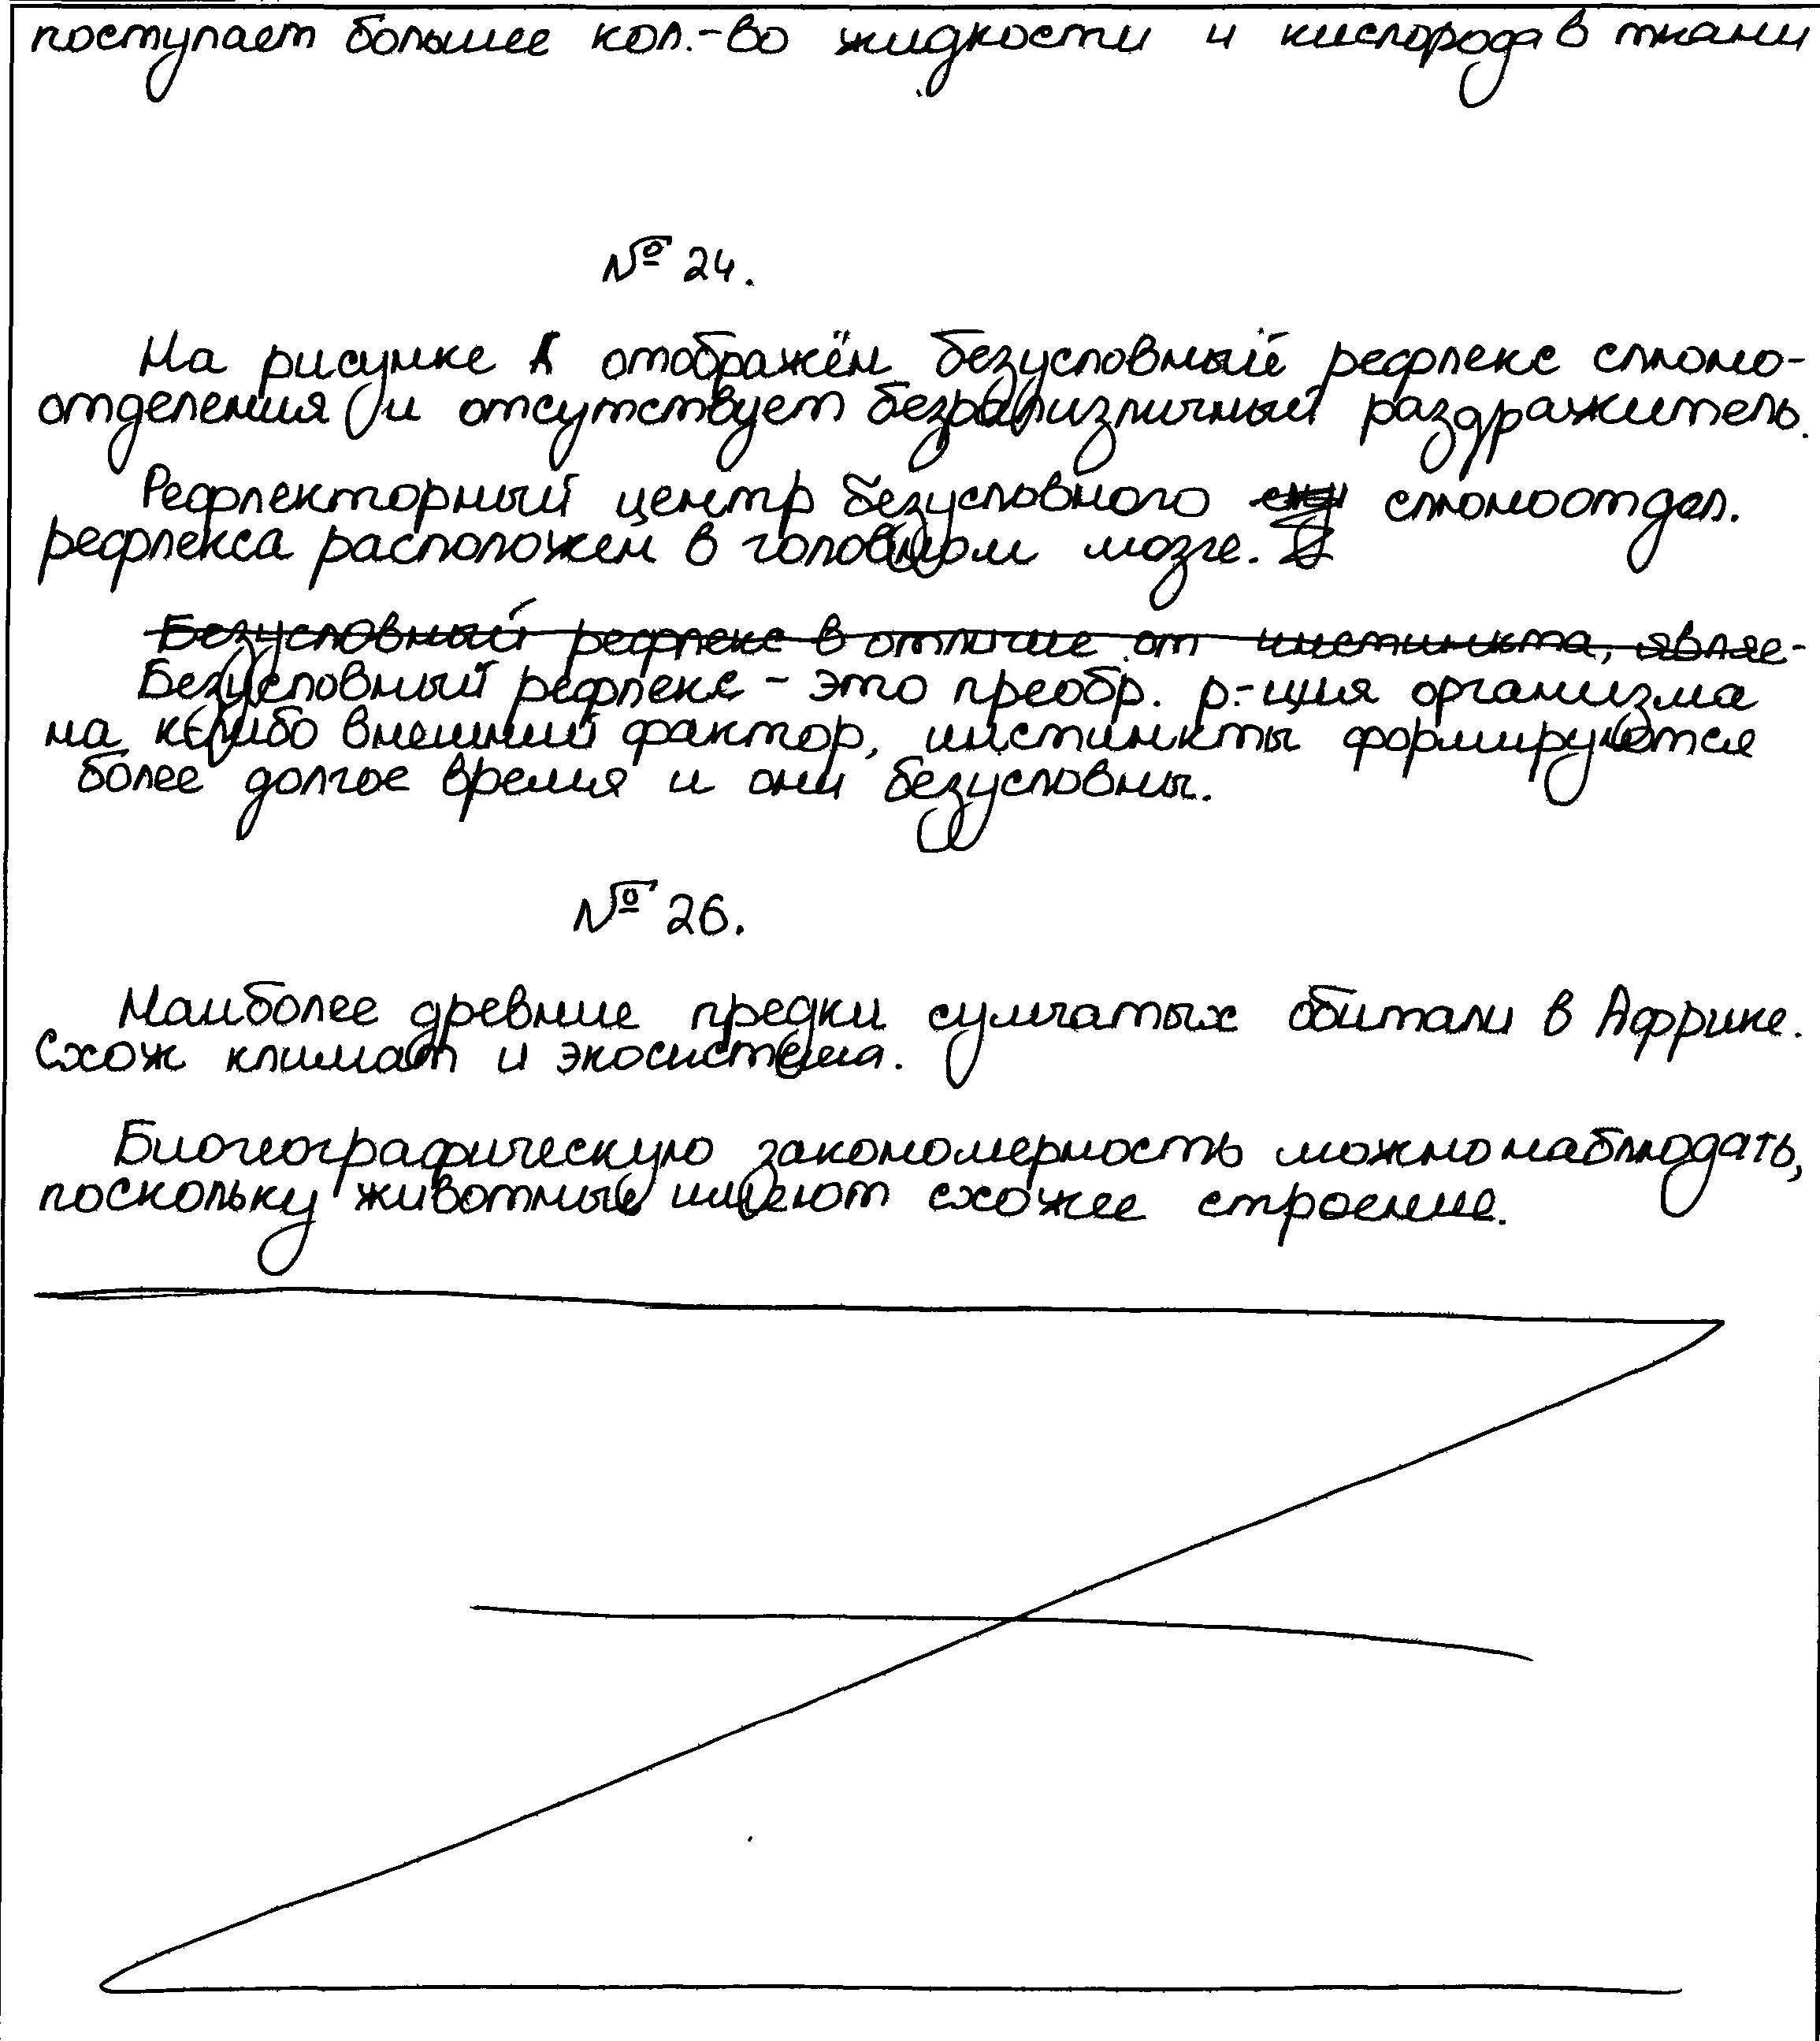 поступает большее кол.-во жидкости и кислорода в ткани
№ 24.
На рисунке А отображён безусловный рефлекс слюно-
отделения и отсутствует безразличный раздражитель.
Рефлекторный центр безусловного слюноотдел.
рефлекса расположен в головном мозге.
Безусловный рефлекс в отличие от инстинкта, являе-
Безусловный рефлекс - это преобр. р.-ция организма
на к-либо внешний фактор, инстинкты формируются
более долгое время и они безусловны.
№ 26.
Наиболее древние предки сумчатых обитали в Африке.
Схож климат и экосистема.
Биогеографическую закономерность можно наблюдать,
поскольку животные имеют схожее строение.